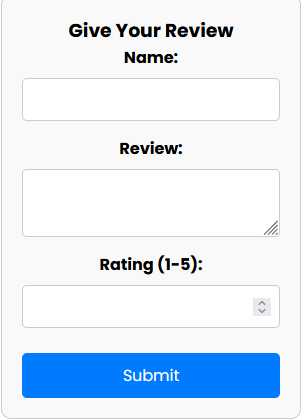 Give Your Review
Name:
Review:
Rating (1-5):
Submit